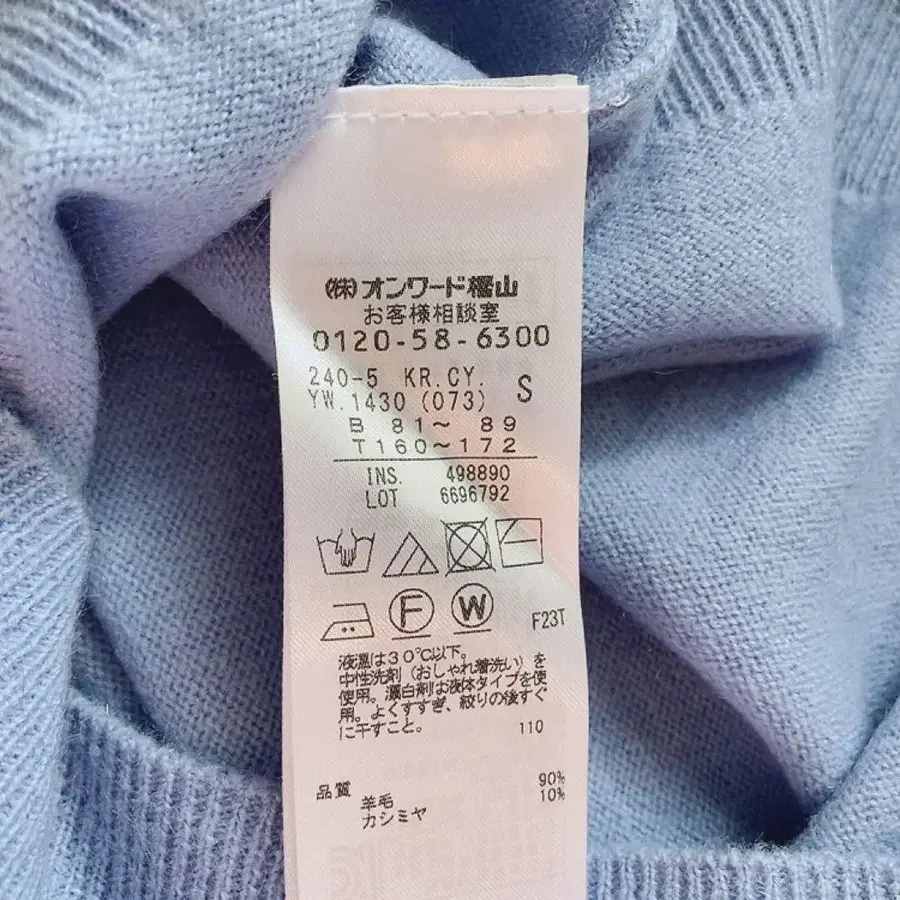 (株)オンワード樫山
お客様相談室
0120-58-6300
240-5 KR.CY. S
YW.1430 (073)
B 81~ 89
T160~172
INS. 498890
LOT 6696792
F W F23T
液温は30℃以下。
中性洗剤(おしゃれ着洗い)を
使用。漂白剤は液体タイプを使
用。よくすすぎ、絞りの後すぐ
に干すこと。 110
品質 90%
羊毛 10%
カシミヤ